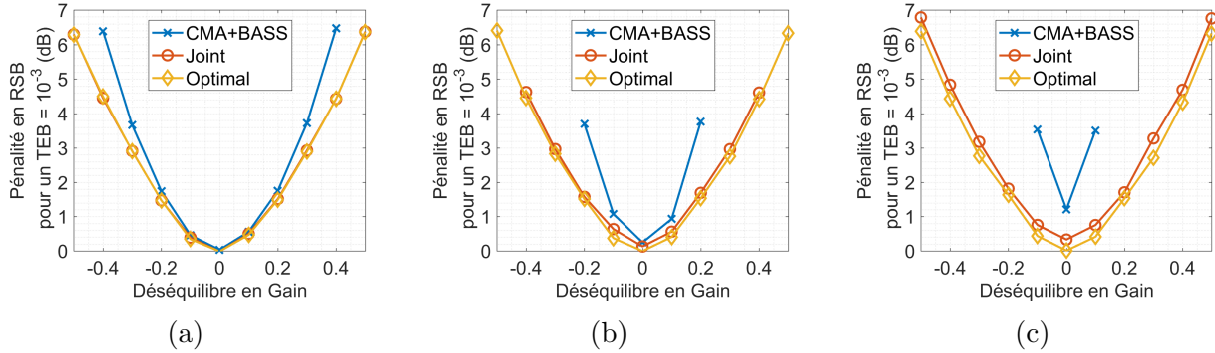 7
6
5
4
3
2
1
0
Pénalité en RSB
pour un TEB = 10⁻³ (dB)
CMA+BASS
Joint
Optimal
-0.4 -0.2 0 0.2 0.4
Déséquilibre en Gain
(a)
7
6
5
4
3
2
1
0
Pénalité en RSB
pour un TEB = 10⁻³ (dB)
CMA+BASS
Joint
Optimal
-0.4 -0.2 0 0.2 0.4
Déséquilibre en Gain
(b)
7
6
5
4
3
2
1
0
Pénalité en RSB
pour un TEB = 10⁻³ (dB)
CMA+BASS
Joint
Optimal
-0.4 -0.2 0 0.2 0.4
Déséquilibre en Gain
(c)